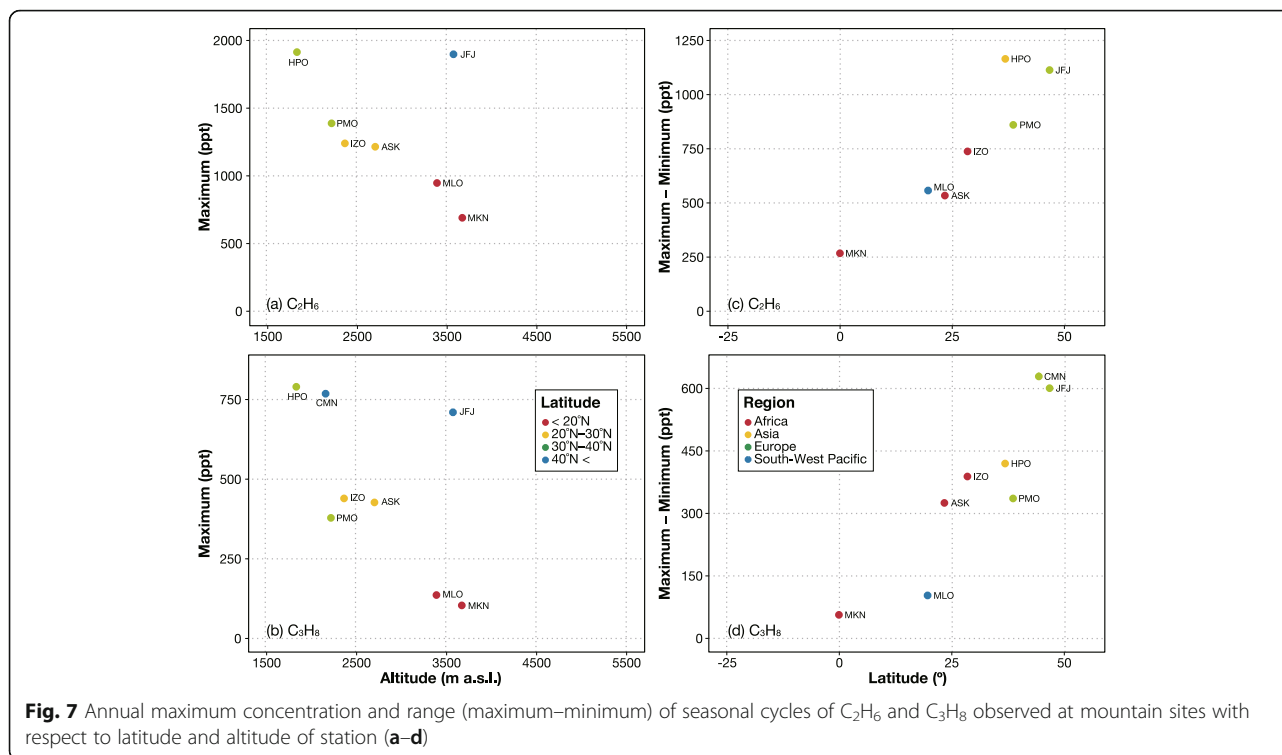 2000
1500
1000
500
0
Maximum (ppt)
HPO
JFJ
PMO
IZO
ASK
MLO
MKN
(a) C₂H₆
1500 2500 3500 4500 5500
1250
1000
750
500
250
0
Maximum – Minimum (ppt)
HPO
JFJ
PMO
IZO
MLO
ASK
MKN
(c) C₂H₆
-25 0 25 50
750
500
250
0
Maximum (ppt)
HPO
CMN
JFJ
IZO
ASK
PMO
MLO
MKN
Latitude
< 20°N
20°N–30°N
30°N–40°N
40°N <
(b) C₃H₈
1500 2500 3500 4500 5500
Altitude (m a.s.l.)
600
450
300
150
0
Maximum – Minimum (ppt)
CMN
JFJ
HPO
IZO
PMO
ASK
MLO
MKN
Region
Africa
Asia
Europe
South-West Pacific
(d) C₃H₈
-25 0 25 50
Latitude (º)
Fig. 7 Annual maximum concentration and range (maximum–minimum) of seasonal cycles of C₂H₆ and C₃H₈ observed at mountain sites with
respect to latitude and altitude of station (a–d)